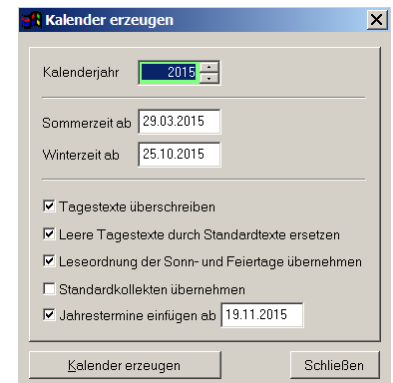 Kalender erzeugen
Kalenderjahr 2015
Sommerzeit ab 29.03.2015
Winterzeit ab 25.10.2015
Tagestexte überschreiben
Leere Tagestexte durch Standardtexte ersetzen
Leseordnung der Sonn- und Feiertage übernehmen
Standardkollekten übernehmen
Jahrestermine einfügen ab 19.11.2015
Kalender erzeugen Schließen